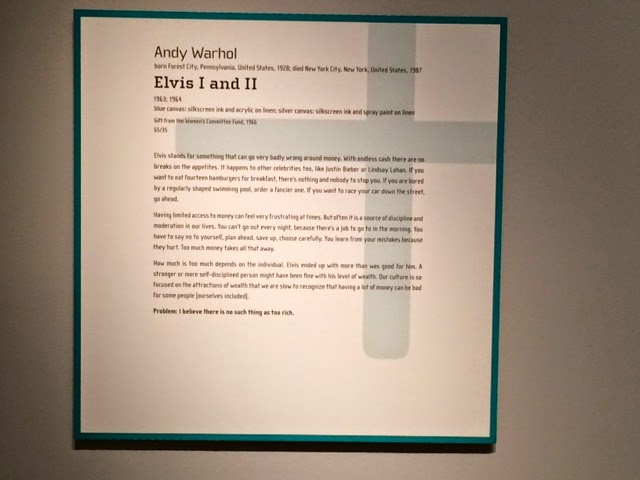 Andy Warhol
born Forest City, Pennsylvania, United States, 1928; died New York City, New York, United States, 1987
Elvis I and II
1963; 1964
blue canvas: silkscreen ink and acrylic on linen; silver canvas: silkscreen ink and spray paint on linen
Gift from the Women's Committee Fund, 1966
65/35
Elvis stands for something that can go very badly wrong around money. With endless cash there are no
breaks on the appetites. It happens to other celebrities too, like Justin Bieber or Lindsay Lohan. If you
want to eat fourteen hamburgers for breakfast, there's nothing and nobody to stop you. If you are bored
by a regularly shaped swimming pool, order a fancier one. If you want to race your car down the street,
go ahead.
Having limited access to money can feel very frustrating at times. But often it is a source of discipline and
moderation in our lives. You can't go out every night, because there's a job to go to in the morning. You
have to say no to yourself, plan ahead, save up, choose carefully. You learn from your mistakes because
they hurt. Too much money takes all that away.
How much is too much depends on the individual. Elvis ended up with more than was good for him. A
stronger or more self-disciplined person might have been fine with his level of wealth. Our culture is so
focused on the attractions of wealth that we are slow to recognize that having a lot of money can be bad
for some people (ourselves included).
Problem: I believe there is no such thing as too rich.